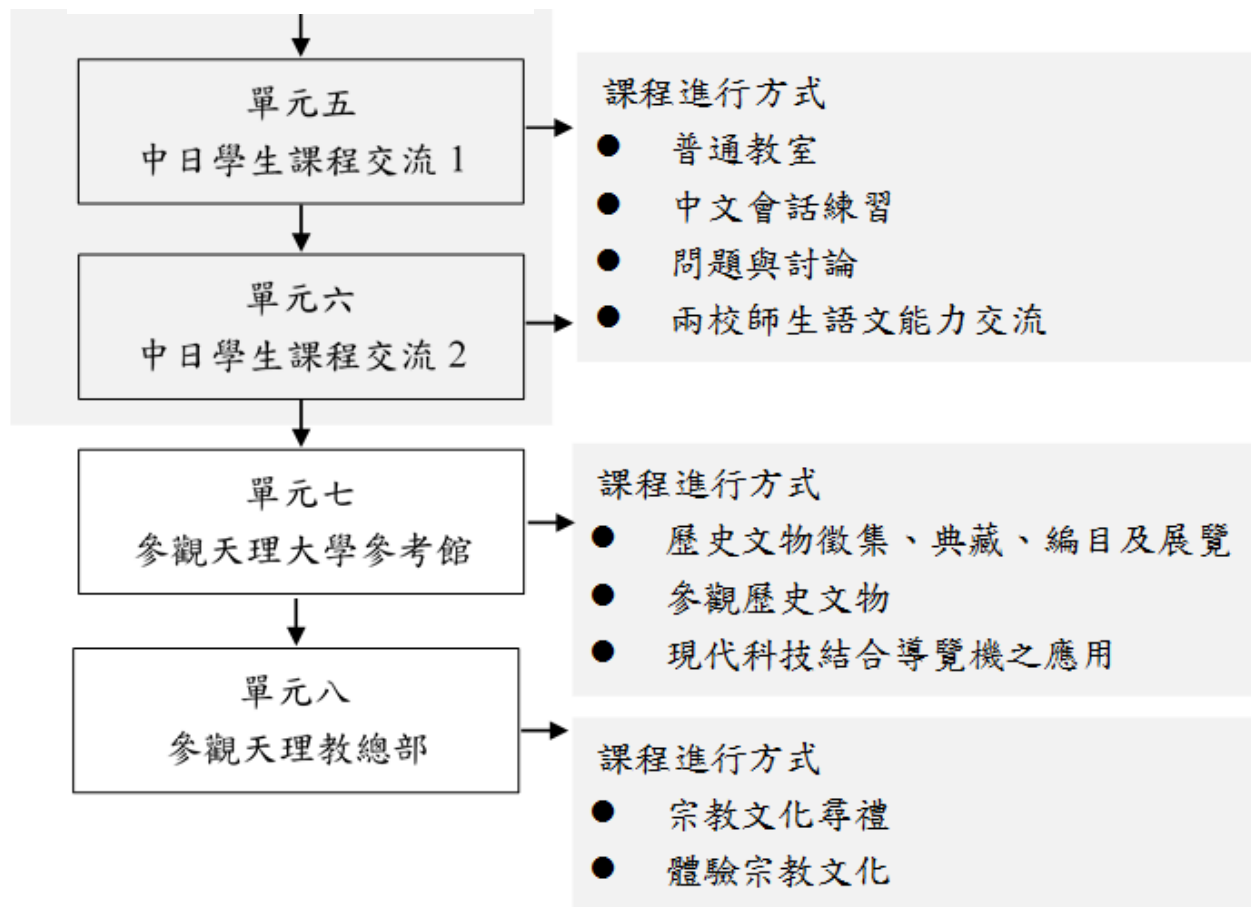 單元五
中日學生課程交流 1
課程進行方式
● 普通教室
● 中文會話練習
● 問題與討論
● 兩校師生語文能力交流
單元六
中日學生課程交流 2
單元七
參觀天理大學參考館
課程進行方式
● 歷史文物徵集、典藏、編目及展覽
● 參觀歷史文物
● 現代科技結合導覽機之應用
單元八
參觀天理教總部
課程進行方式
● 宗教文化尋禮
● 體驗宗教文化